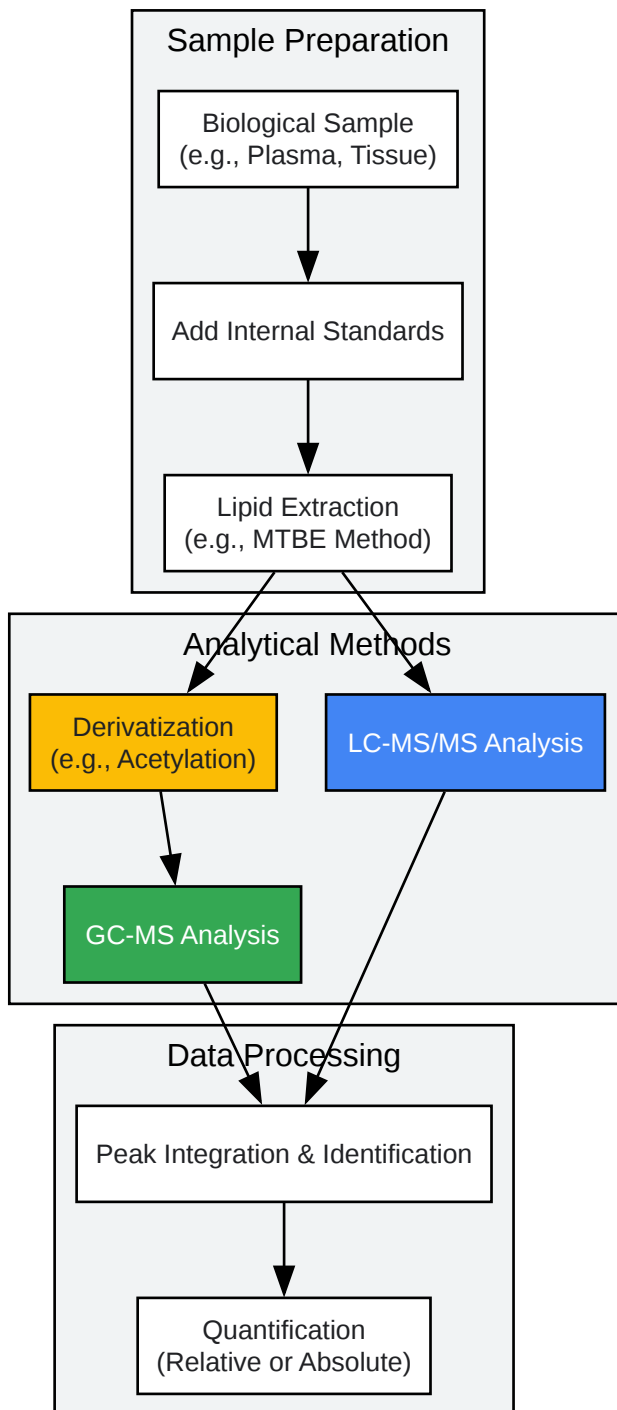 Sample Preparation
Biological Sample
(e.g., Plasma, Tissue)
Add Internal Standards
Lipid Extraction
(e.g., MTBE Method)
Analytical Methods
Derivatization
(e.g., Acetylation)
LC-MS/MS Analysis
GC-MS Analysis
Data Processing
Peak Integration & Identification
Quantification
(Relative or Absolute)